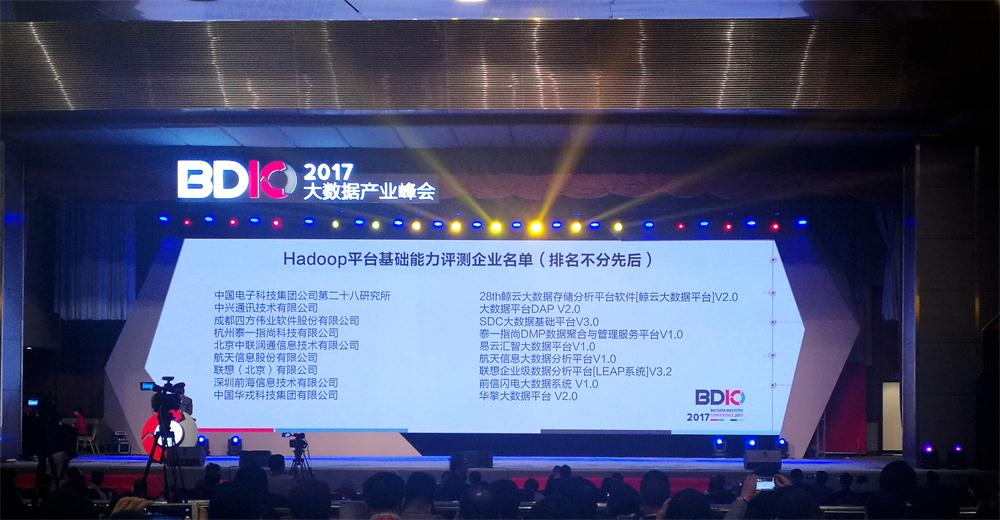 BDIC 2017
大数据产业峰会
Hadoop平台基础能力评测企业名单（排名不分先后）
中国电子科技集团公司第二十八研究所 28th鲸云大数据存储分析平台软件[鲸云大数据平台]V2.0
中兴通讯技术有限公司 大数据平台DAP V2.0
成都四方伟业软件股份有限公司 SDC大数据基础平台V3.0
杭州泰一指尚科技有限公司 泰一指尚DMP数据聚合与管理服务平台V1.0
北京中联润通信息技术有限公司 易云汇智大数据平台V1.0
航天信息股份有限公司 航天信息大数据分析平台V1.0
联想（北京）有限公司 联想企业级数据分析平台[LEAP系统]V3.2
深圳前海信息技术有限公司 前信闪电大数据系统 V1.0
中国华戎科技集团有限公司 华擎大数据平台 V2.0
BDIC
2017 BIG DATA INDUSTRY
CONFERENCE 2017